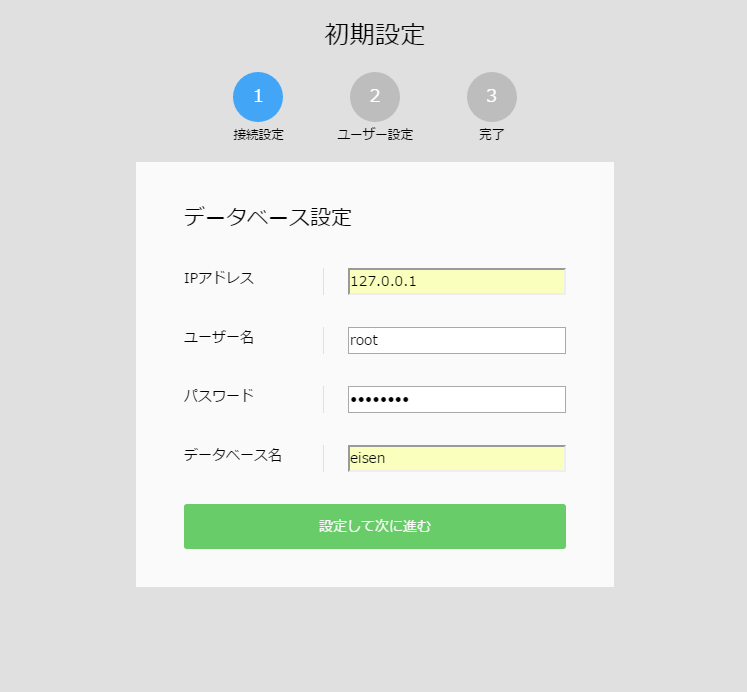 初期設定
1
2
3
接続設定
ユーザー設定
完了
データベース設定
IPアドレス
127.0.0.1
ユーザー名
root
パスワード
••••••••
データベース名
eisen
設定して次に進む